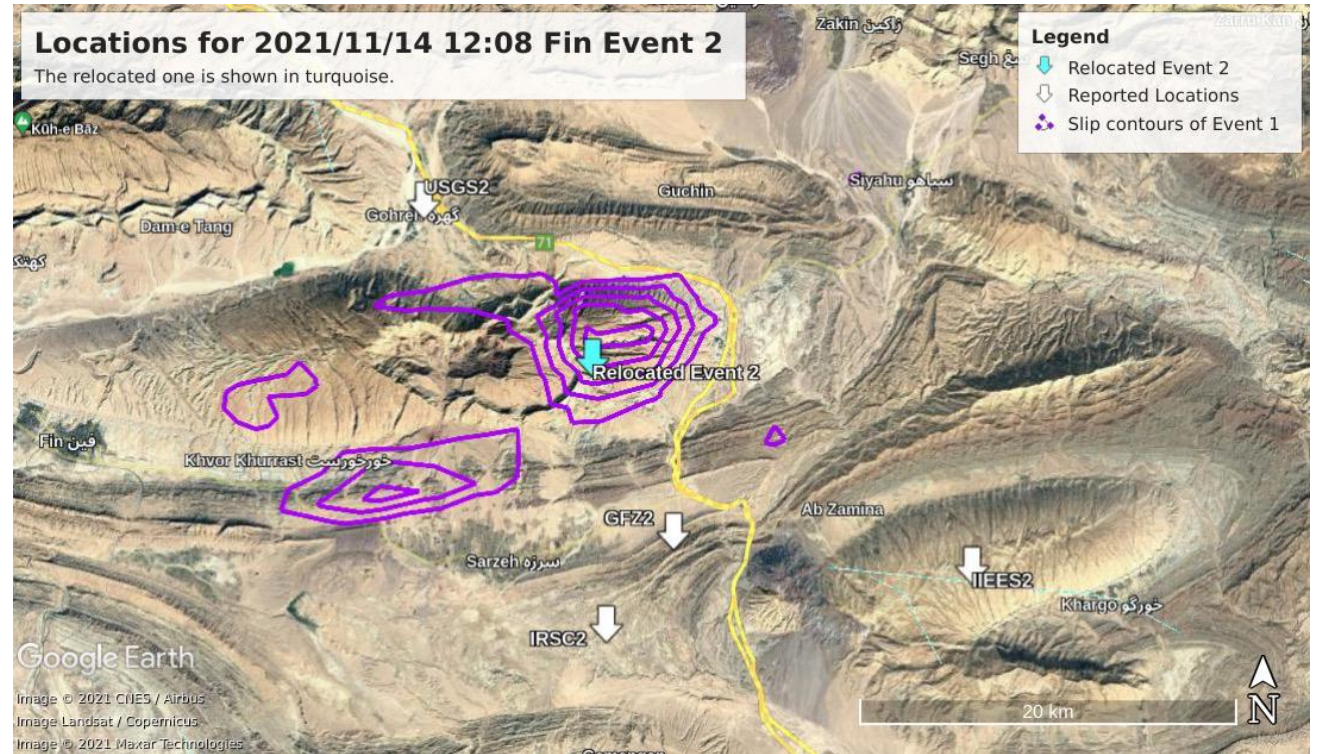 Locations for 2021/11/14 12:08 Fin Event 2
The relocated one is shown in turquoise.
Legend
Relocated Event 2
Reported Locations
Slip contours of Event 1
Zakin زاکین
Segh
Kūh-e Bāz
USGS2
Guchin
Siyahu سیاهو
Gohreh گهره
Dam-e Tang
71
Relocated Event 2
Fin فین
Khvor Khurrast خورخورست
GFZ2
Ab Zamina
Sarzeh سرزه
IIEES2
Khargo خورگو
IRSC2
Google Earth
Image © 2021 CNES / Airbus
Image Landsat / Copernicus
Image © 2021 Maxar Technologies
20 km
N